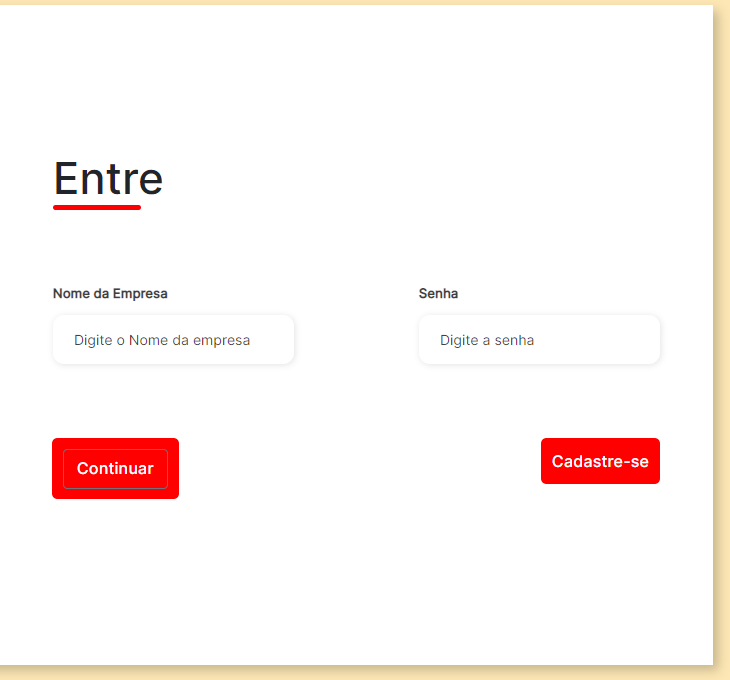 Entre
Nome da Empresa
Senha
Digite o Nome da empresa
Digite a senha
Continuar
Cadastre-se